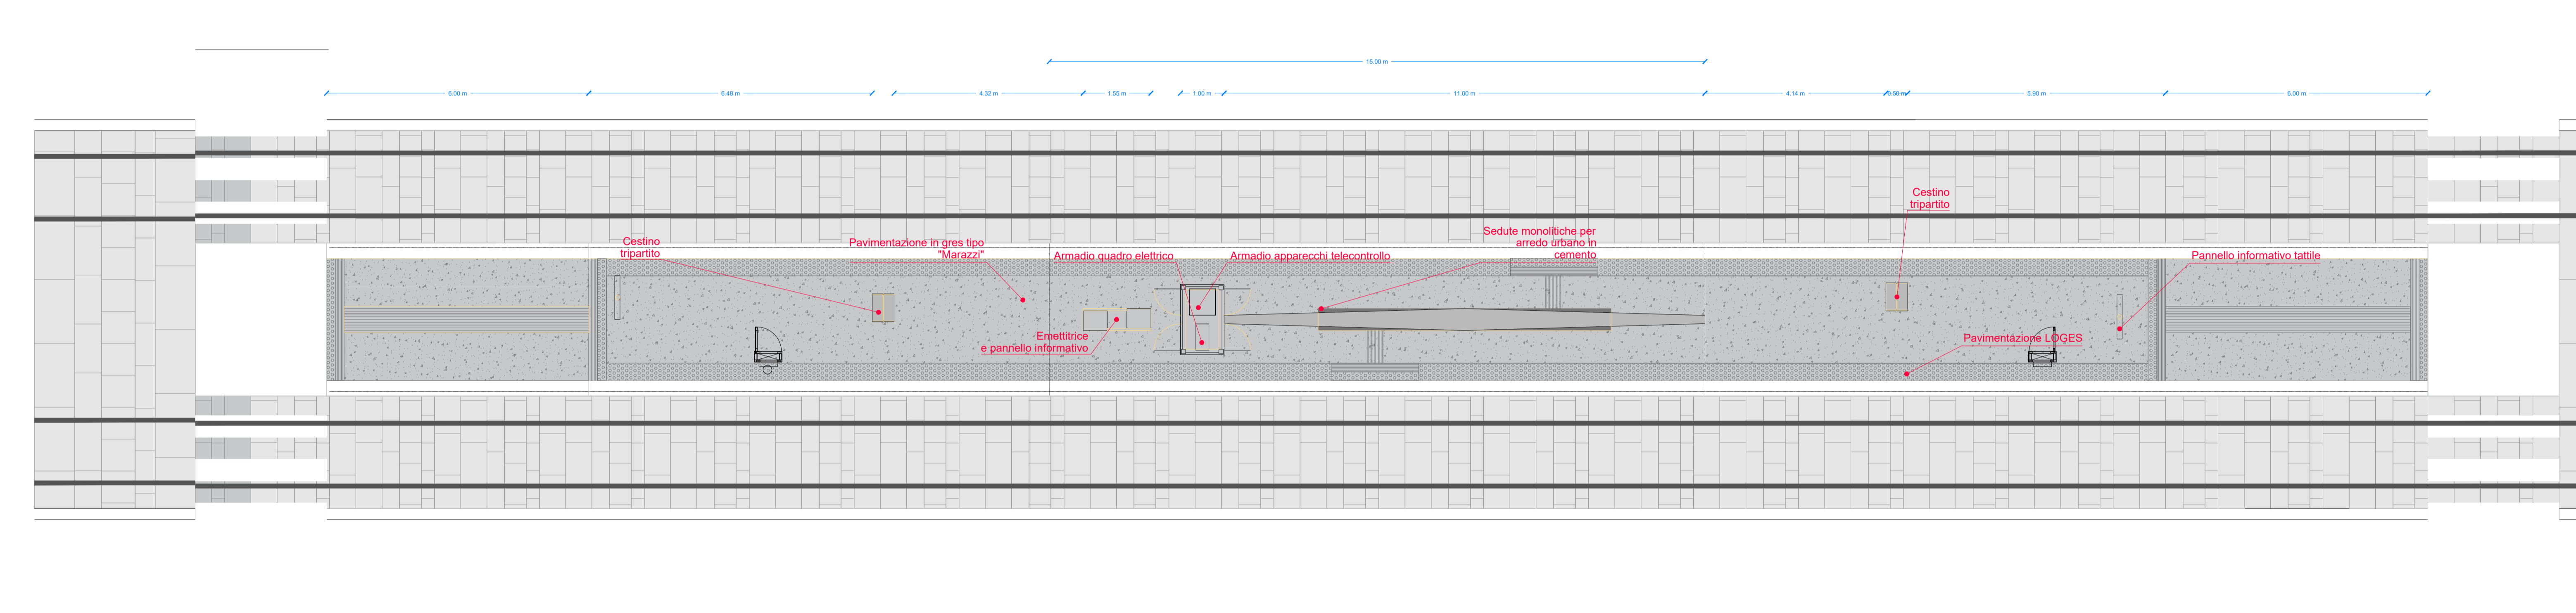 15.00 m
6.00 m
6.48 m
4.32 m
1.55 m
1.00 m
11.00 m
4.14 m
0.50 m
5.90 m
6.00 m
Cestino
tripartito
Cestino
tripartito
Pavimentazione in gres tipo
"Marazzi"
Armadio quadro elettrico
Armadio apparecchi telecontrollo
Sedute monolitiche per
arredo urbano in
cemento
Pannello informativo tattile
Emettitrice
e pannello informativo
Pavimentazione LOGES